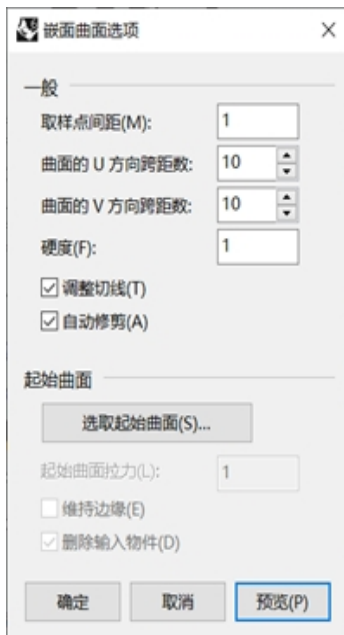 嵌面曲面选项
一般
取样点间距(M): 1
曲面的 U 方向跨距数: 10
曲面的 V 方向跨距数: 10
硬度(F): 1
调整切线(T)
自动修剪(A)
起始曲面
选取起始曲面(S)...
起始曲面拉力(L): 1
维持边缘(E)
删除输入物件(D)
确定 取消 预览(P)